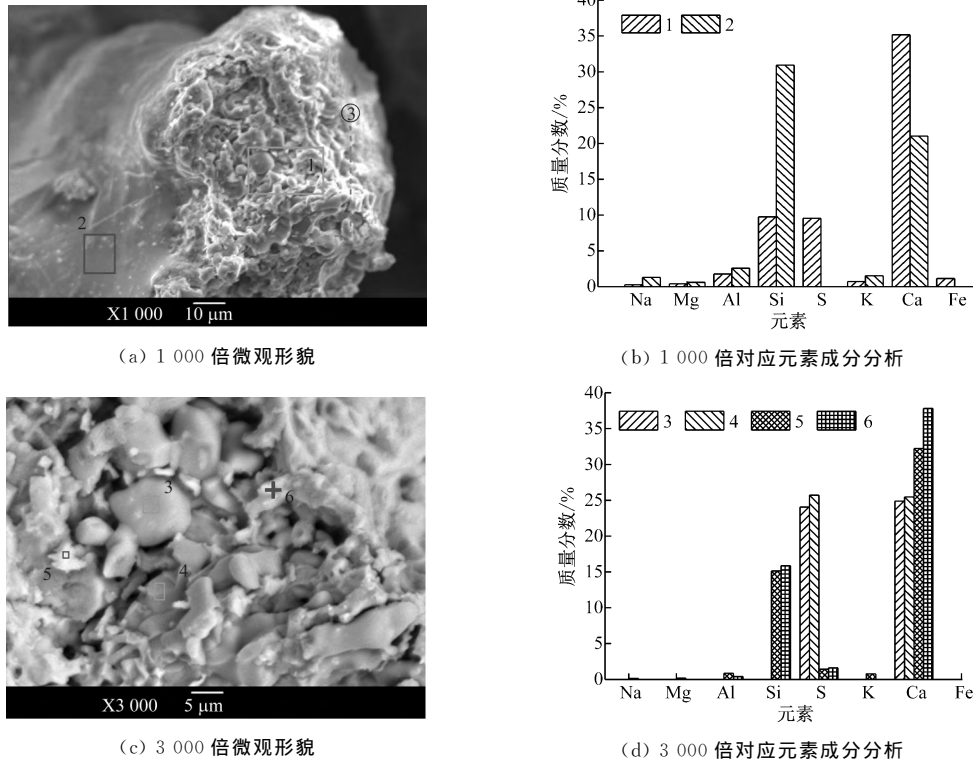 3
1
2
X1 000 10 μm
(a) 1 000 倍微观形貌
40
35
30
25
20
15
10
5
0
质量分数/%
1 2
Na Mg Al Si S K Ca Fe
元素
(b) 1 000 倍对应元素成分分析
3
6
5
4
X3 000 5 μm
(c) 3 000 倍微观形貌
40
35
30
25
20
15
10
5
0
质量分数/%
3 4 5 6
Na Mg Al Si S K Ca Fe
元素
(d) 3 000 倍对应元素成分分析